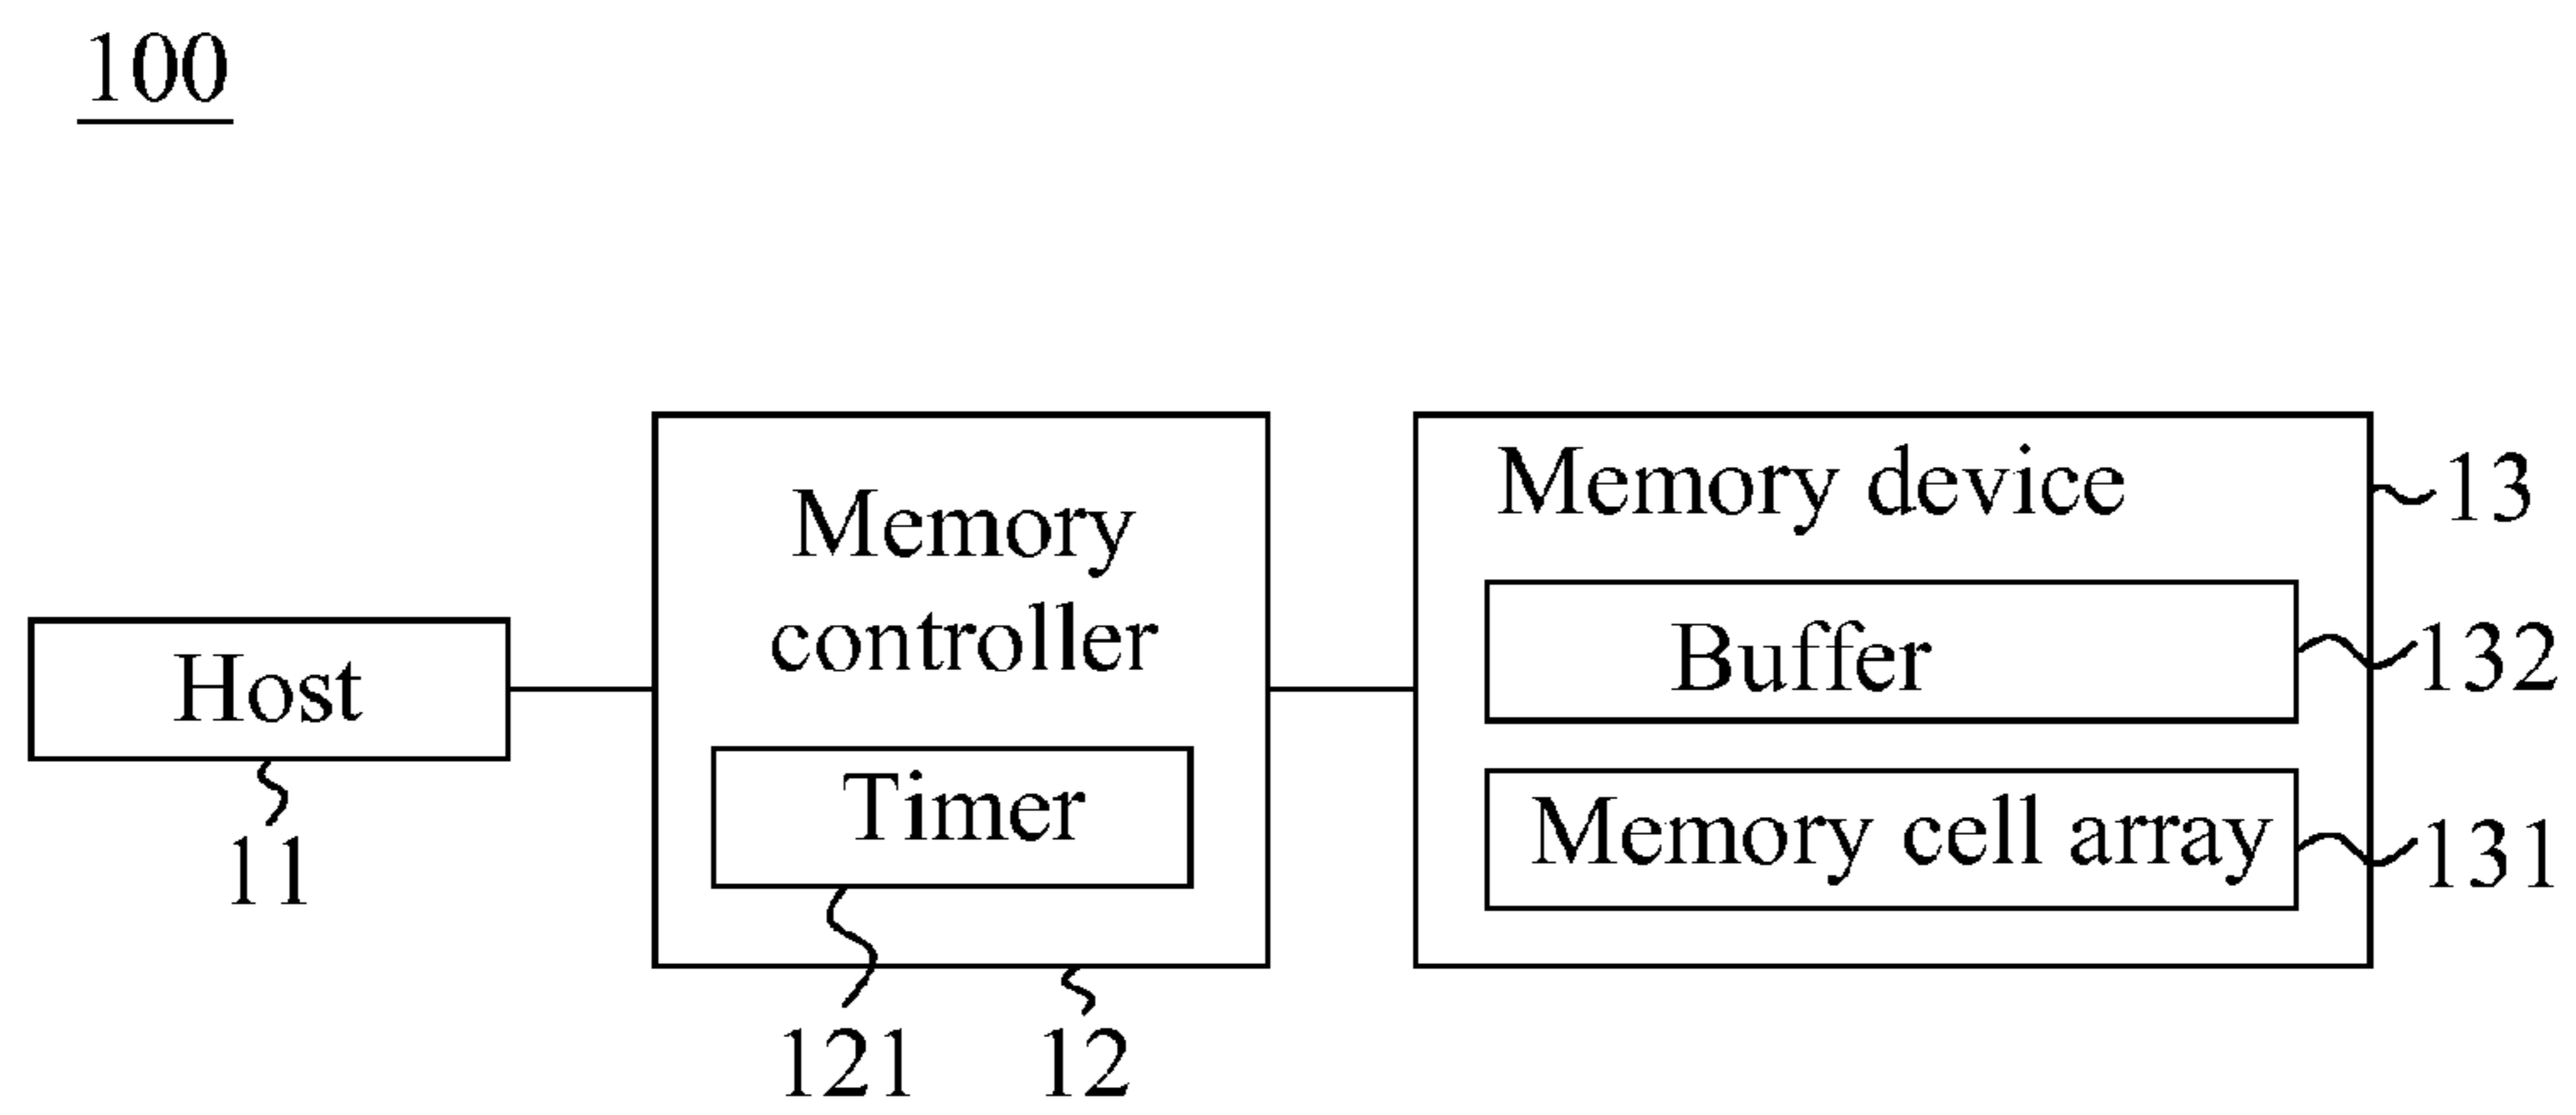 100
Host
11
Memory
controller
Timer
121
12
Memory device
13
Buffer
132
Memory cell array
131